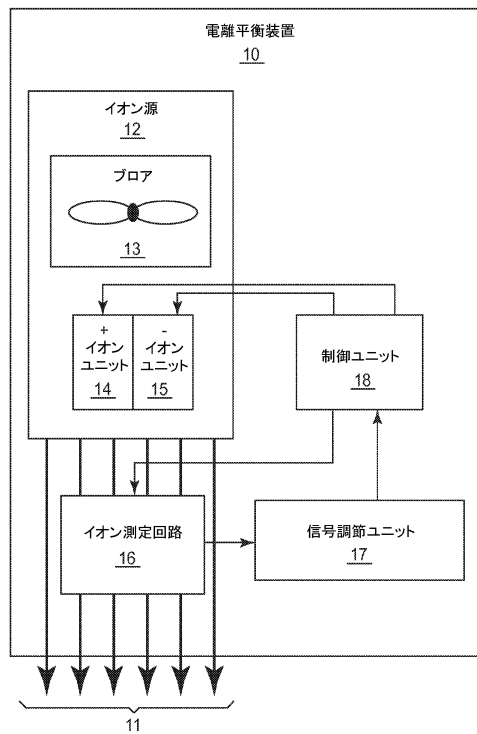 電離平衡装置
10
イオン源
12
ブロア
13
+
イオン
ユニット
14
-
イオン
ユニット
15
制御ユニット
18
イオン測定回路
16
信号調節ユニット
17
11